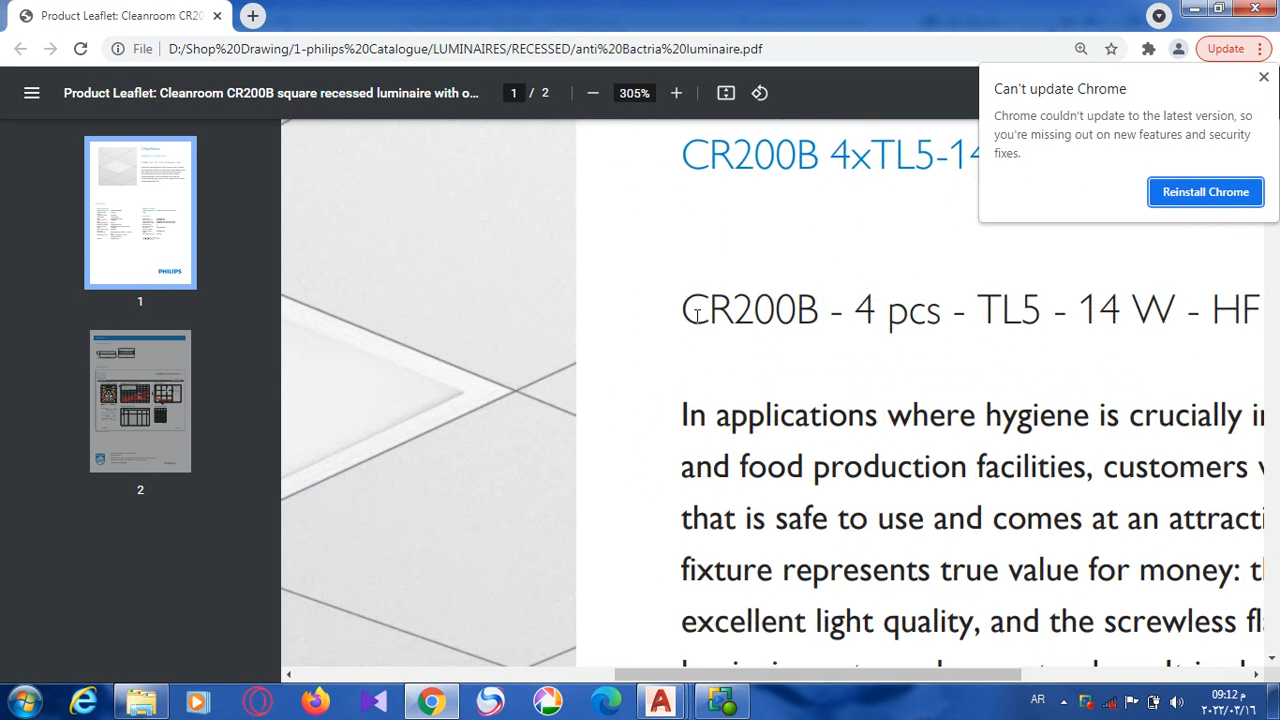 Product Leaflet: Cleanroom CR20
File D:/Shop%20Drawing/1-philips%20Catalogue/LUMINAIRES/RECESSED/anti%20Bactria%20luminaire.pdf
Update
Product Leaflet: Cleanroom CR200B square recessed luminaire with o...
1 / 2
305%
Can't update Chrome
Chrome couldn't update to the latest version, so
you're missing out on new features and security
fixes.
Reinstall Chrome
PHILIPS
1
2
CR200B 4xTL5-14
CR200B - 4 pcs - TL5 - 14 W - HF
In applications where hygiene is crucially i
and food production facilities, customers
that is safe to use and comes at an attracti
fixture represents true value for money:
excellent light quality, and the screwless
AR
09:12 م
٢٠٢٢/٠٣/١٦